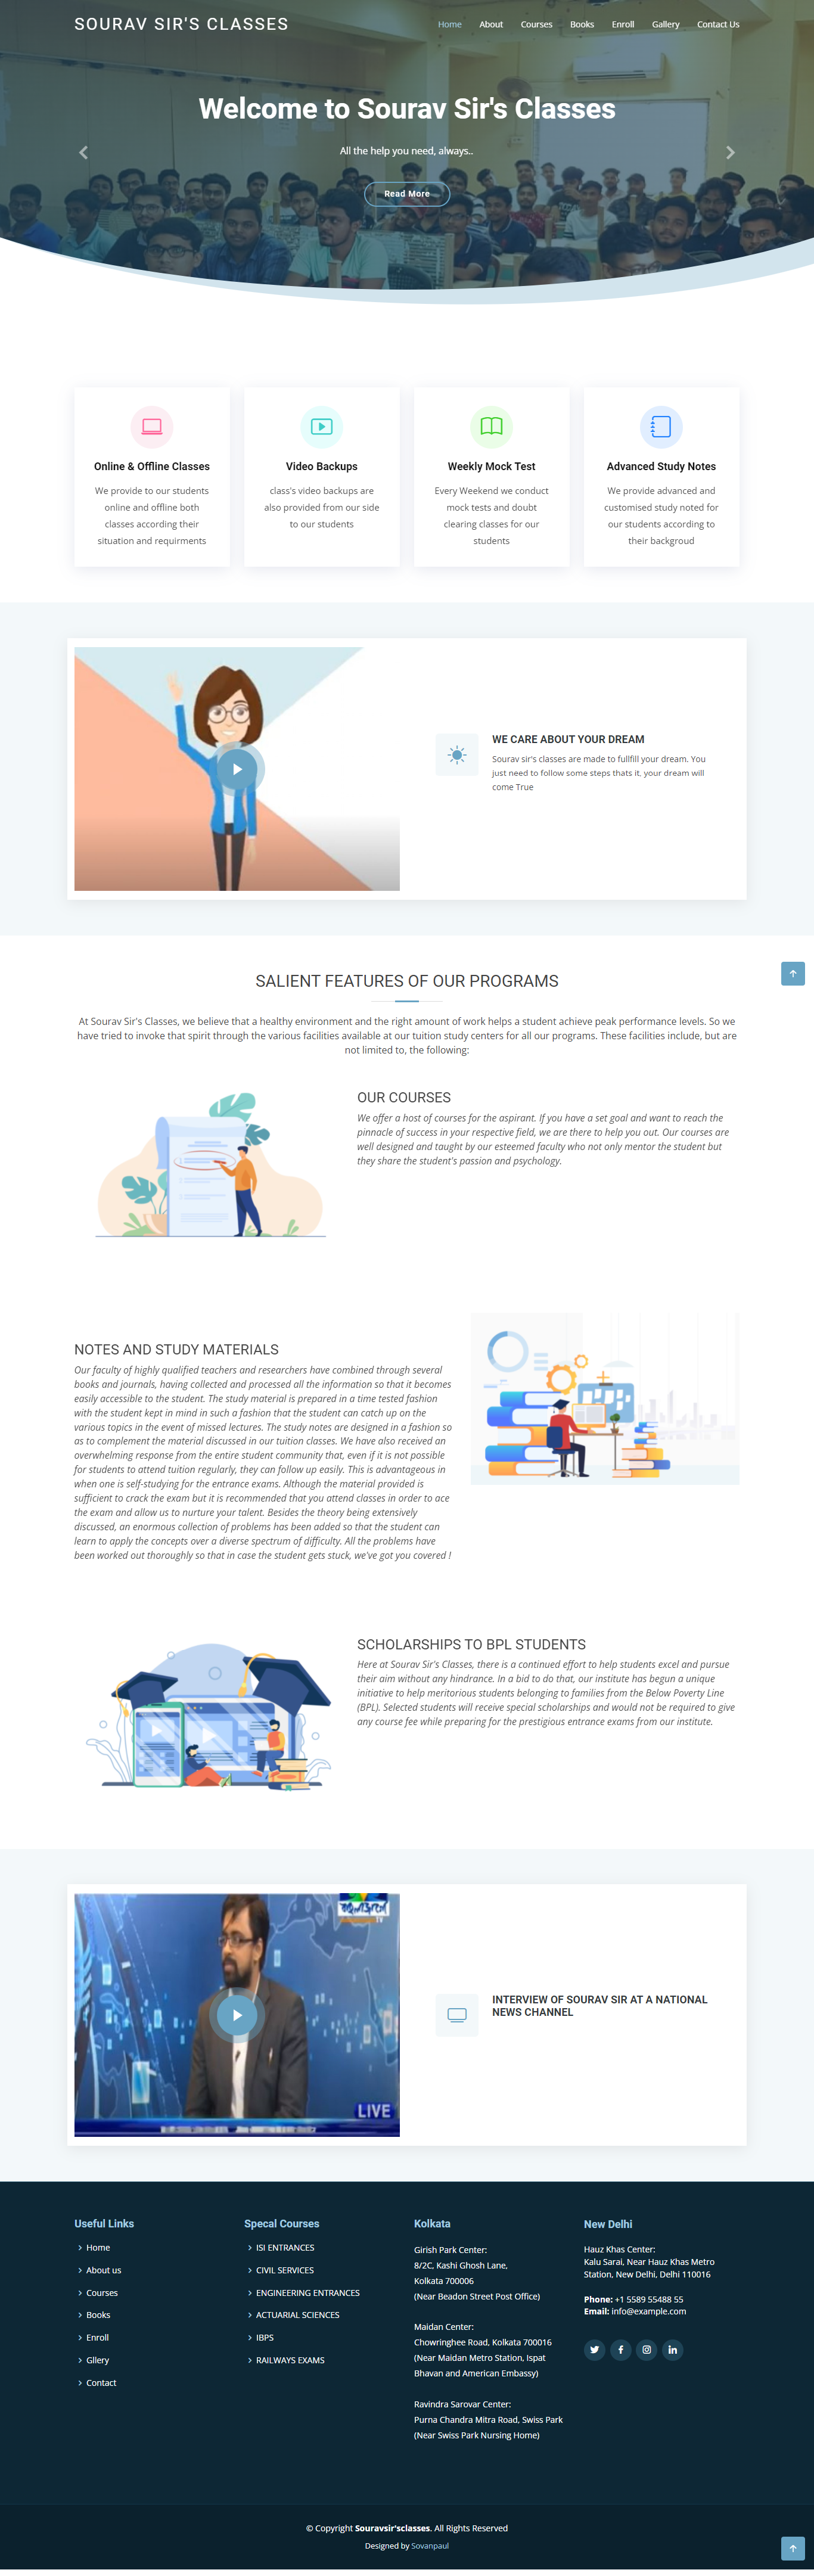 SOURAV SIR'S CLASSES
Home About Courses Books Enroll Gallery Contact Us
Welcome to Sourav Sir's Classes
All the help you need, always..
Read More
Online & Offline Classes
We provide to our students
online and offline both
classes according their
situation and requirments
Video Backups
class's video backups are
also provided from our side
to our students
Weekly Mock Test
Every Weekend we conduct
mock tests and doubt
clearing classes for our
students
Advanced Study Notes
We provide advanced and
customised study noted for
our students according to
their backgroud
WE CARE ABOUT YOUR DREAM
Sourav sir's classes are made to fullfill your dream. You
just need to follow some steps thats it, your dream will
come True
SALIENT FEATURES OF OUR PROGRAMS
At Sourav Sir's Classes, we believe that a healthy environment and the right amount of work helps a student achieve peak performance levels. So we
have tried to invoke that spirit through the various facilities available at our tuition study centers for all our programs. These facilities include, but are
not limited to, the following:
OUR COURSES
We offer a host of courses for the aspirant. If you have a set goal and want to reach the
pinnacle of success in your respective field, we are there to help you out. Our courses are
well designed and taught by our esteemed faculty who not only mentor the student but
they share the student's passion and psychology.
NOTES AND STUDY MATERIALS
Our faculty of highly qualified teachers and researchers have combined through several
books and journals, having collected and processed all the information so that it becomes
easily accessible to the student. The study material is prepared in a time tested fashion
with the student kept in mind in such a fashion that the student can catch up on the
various topics in the event of missed lectures. The study notes are designed in a fashion so
as to complement the material discussed in our tuition classes. We have also received an
overwhelming response from the entire student community that, even if it is not possible
for students to attend tuition regularly, they can follow up easily. This is advantageous in
when one is self-studying for the entrance exams. Although the material provided is
sufficient to crack the exam but it is recommended that you attend classes in order to ace
the exam and allow us to nurture your talent. Besides the theory being extensively
discussed, an enormous collection of problems has been added so that the student can
learn to apply the concepts over a diverse spectrum of difficulty. All the problems have
been worked out thoroughly so that in case the student gets stuck, we've got you covered !
SCHOLARSHIPS TO BPL STUDENTS
Here at Sourav Sir's Classes, there is a continued effort to help students excel and pursue
their aim without any hindrance. In a bid to do that, our institute has begun a unique
initiative to help meritorious students belonging to families from the Below Poverty Line
(BPL). Selected students will receive special scholarships and would not be required to give
any course fee while preparing for the prestigious entrance exams from our institute.
LIVE
INTERVIEW OF SOURAV SIR AT A NATIONAL
NEWS CHANNEL
Useful Links
Home
About us
Courses
Books
Enroll
Gllery
Contact
Specal Courses
ISI ENTRANCES
CIVIL SERVICES
ENGINEERING ENTRANCES
ACTUARIAL SCIENCES
IBPS
RAILWAYS EXAMS
Kolkata
Girish Park Center:
8/2C, Kashi Ghosh Lane,
Kolkata 700006
(Near Beadon Street Post Office)
Maidan Center:
Chowringhee Road, Kolkata 700016
(Near Maidan Metro Station, Ispat
Bhavan and American Embassy)
Ravindra Sarovar Center:
Purna Chandra Mitra Road, Swiss Park
(Near Swiss Park Nursing Home)
New Delhi
Hauz Khas Center:
Kalu Sarai, Near Hauz Khas Metro
Station, New Delhi, Delhi 110016
Phone: +1 5589 55488 55
Email: info@example.com
© Copyright Souravsir'sclasses. All Rights Reserved
Designed by Sovanpaul